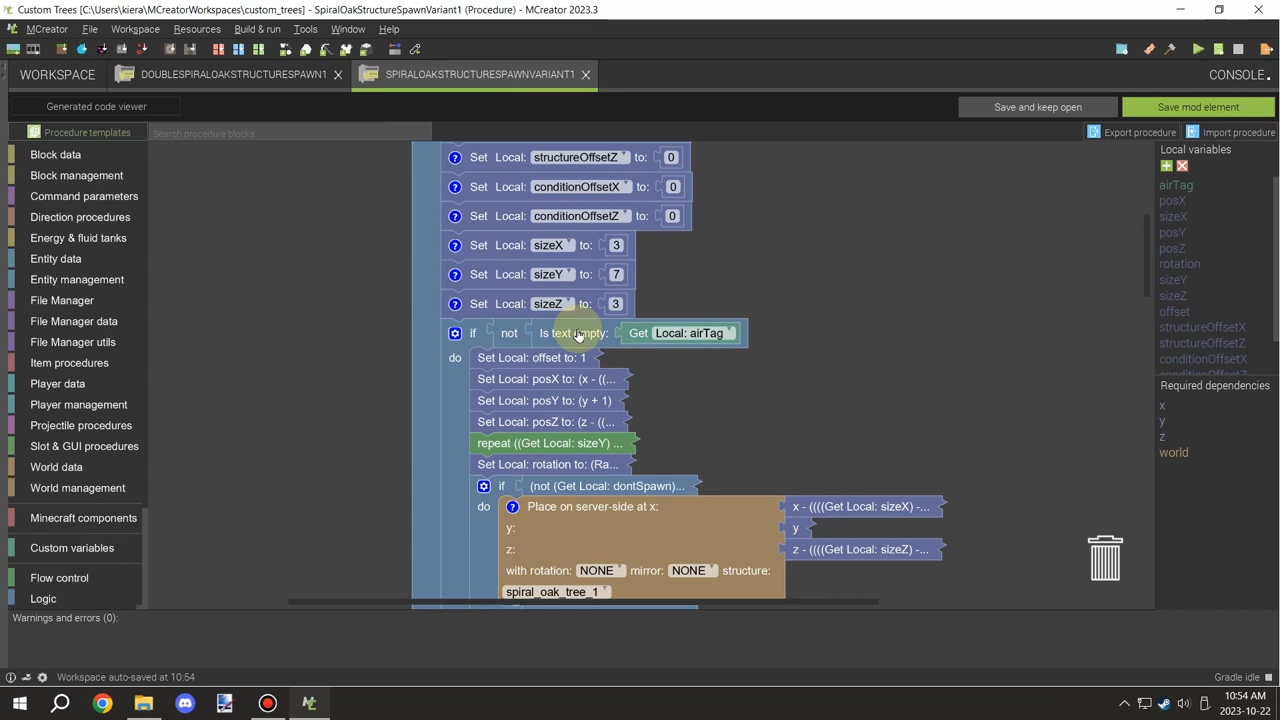 Custom Trees [C:\Users\kiera\MCreatorWorkspaces\custom_trees] - SpiralOakStructureSpawnVariant1 (Procedure) - MCreator 2023.3
MCreator File Workspace Resources Build & run Tools Window Help
WORKSPACE DOUBLESPIRALOAKSTRUCTURESPAWN1 SPIRALOAKSTRUCTURESPAWNVARIANT1 CONSOLE
Generated code viewer Save and keep open Save mod element
Procedure templates Search procedure blocks Export procedure Import procedure
Block data
Block management
Command parameters
Direction procedures
Energy & fluid tanks
Entity data
Entity management
File Manager
File Manager data
File Manager utils
Item procedures
Player data
Player management
Projectile procedures
Slot & GUI procedures
World data
World management
Minecraft components
Custom variables
Flow control
Logic
Set Local: structureOffsetZ to: 0
Set Local: conditionOffsetX to: 0
Set Local: conditionOffsetZ to: 0
Set Local: sizeX to: 3
Set Local: sizeY to: 7
Set Local: sizeZ to: 3
if not Is text empty: Get Local: airTag
do Set Local: offset to: 1
Set Local: posX to: (x - ((...
Set Local: posY to: (y + 1)
Set Local: posZ to: (z - ((...
repeat ((Get Local: sizeY) ...
Set Local: rotation to: (Ra...
if (not (Get Local: dontSpawn)...
do Place on server-side at x: x - ((((Get Local: sizeX) -...
y: y
z: z - ((((Get Local: sizeZ) -...
with rotation: NONE mirror: NONE structure:
spiral_oak_tree_1
Local variables
airTag
posX
sizeX
posY
posZ
rotation
sizeY
sizeZ
offset
structureOffsetX
structureOffsetZ
conditionOffsetX
conditionOffsetZ
Required dependencies
x
y
z
world
Warnings and errors (0):
Workspace auto-saved at 10:54 Gradle idle
10:54 AM
2023-10-22